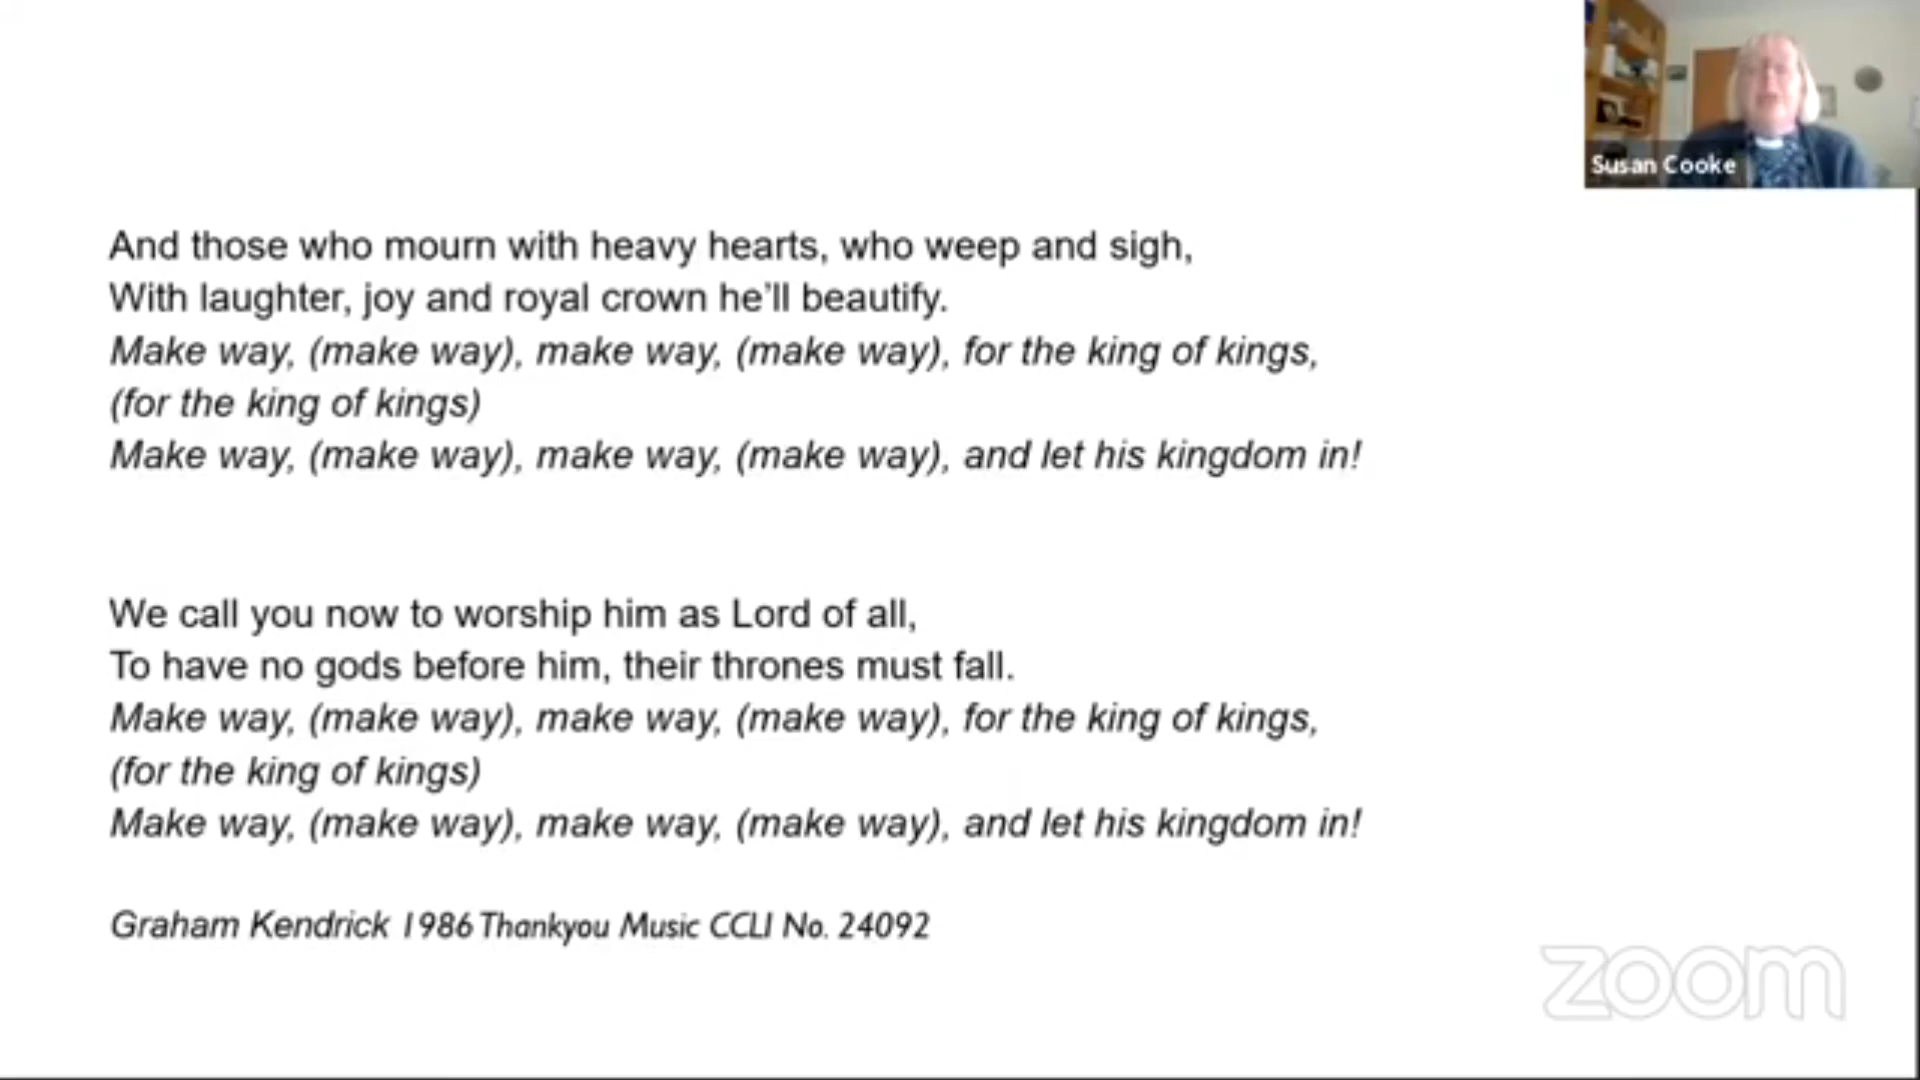 Susan Cooke
And those who mourn with heavy hearts, who weep and sigh,
With laughter, joy and royal crown he'll beautify.
Make way, (make way), make way, (make way), for the king of kings,
(for the king of kings)
Make way, (make way), make way, (make way), and let his kingdom in!
We call you now to worship him as Lord of all,
To have no gods before him, their thrones must fall.
Make way, (make way), make way, (make way), for the king of kings,
(for the king of kings)
Make way, (make way), make way, (make way), and let his kingdom in!
Graham Kendrick 1986 Thankyou Music CCLI No. 24092
zoom